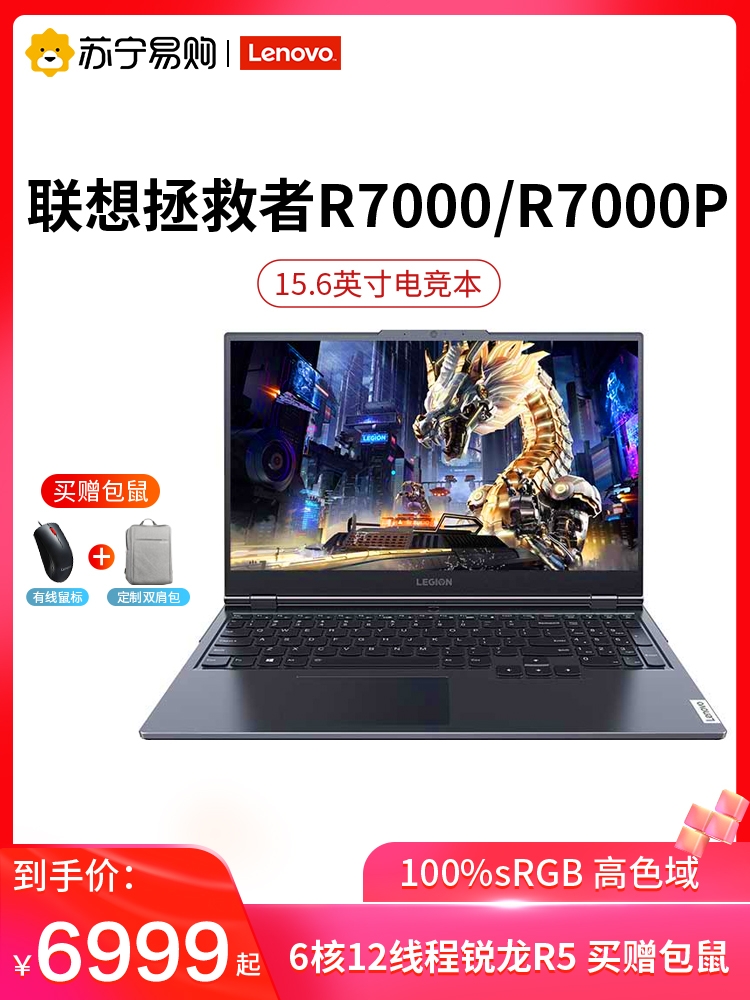 苏宁易购 | Lenovo
联想拯救者R7000/R7000P
15.6英寸电竞本
LEGION
买赠包鼠
有线鼠标
定制双肩包
LEGION
Lenovo
到手价：
¥6999起
100%sRGB 高色域
6核12线程锐龙R5 买赠包鼠